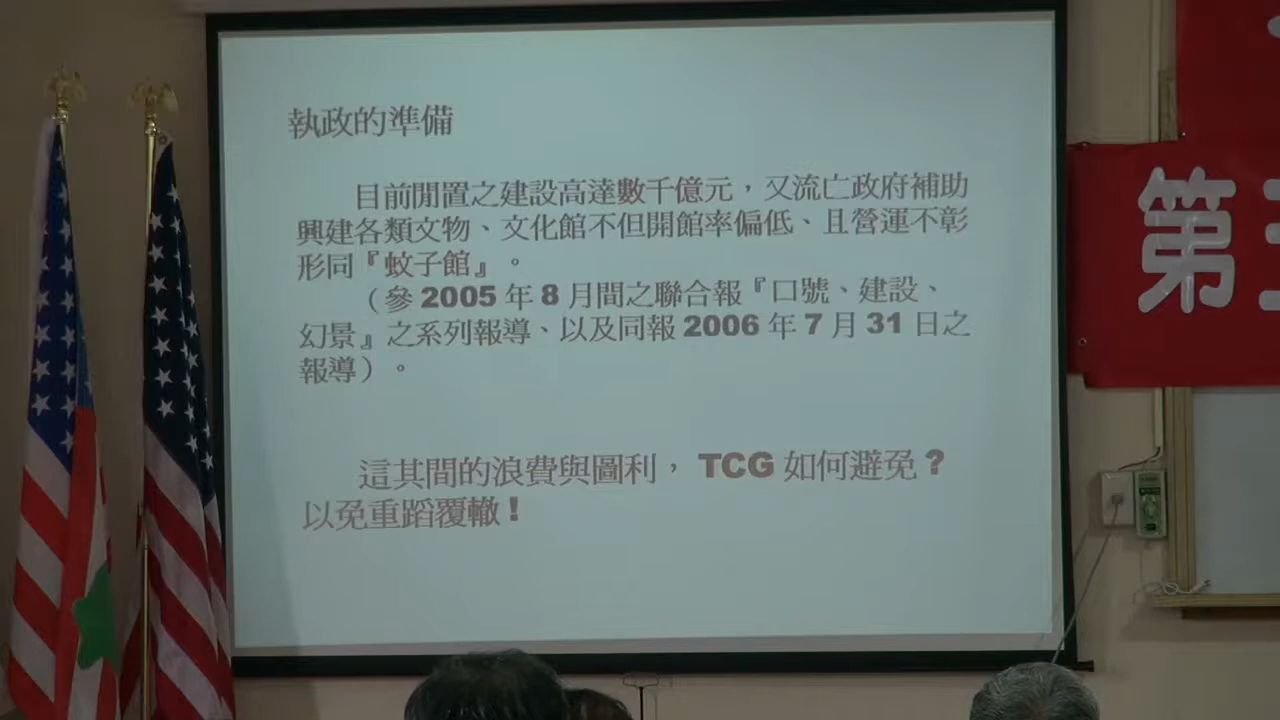 執政的準備
目前閒置之建設高達數千億元，又流亡政府補助
興建各類文物、文化館不但開館率偏低、且營運不彰
形同『蚊子館』。
（參 2005 年 8 月間之聯合報『口號、建設、
幻景』之系列報導、以及同報 2006 年 7 月 31 日之
報導）。
這其間的浪費與圖利， TCG 如何避免？
以免重蹈覆轍！
第